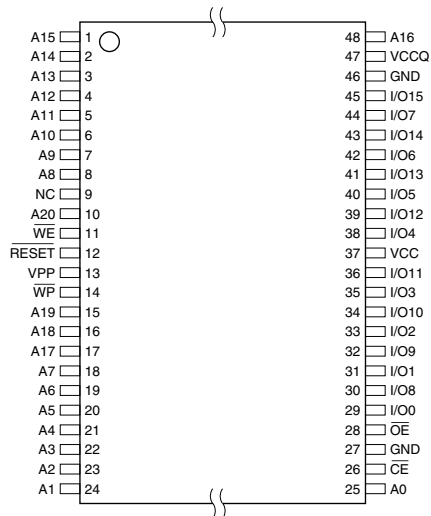 A15 1 48 A16
A14 2 47 VCCQ
A13 3 46 GND
A12 4 45 I/O15
A11 5 44 I/O7
A10 6 43 I/O14
A9 7 42 I/O6
A8 8 41 I/O13
NC 9 40 I/O5
A20 10 39 I/O12
WE 11 38 I/O4
RESET 12 37 VCC
VPP 13 36 I/O11
WP 14 35 I/O3
A19 15 34 I/O10
A18 16 33 I/O2
A17 17 32 I/O9
A7 18 31 I/O1
A6 19 30 I/O8
A5 20 29 I/O0
A4 21 28 OE
A3 22 27 GND
A2 23 26 CE
A1 24 25 A0